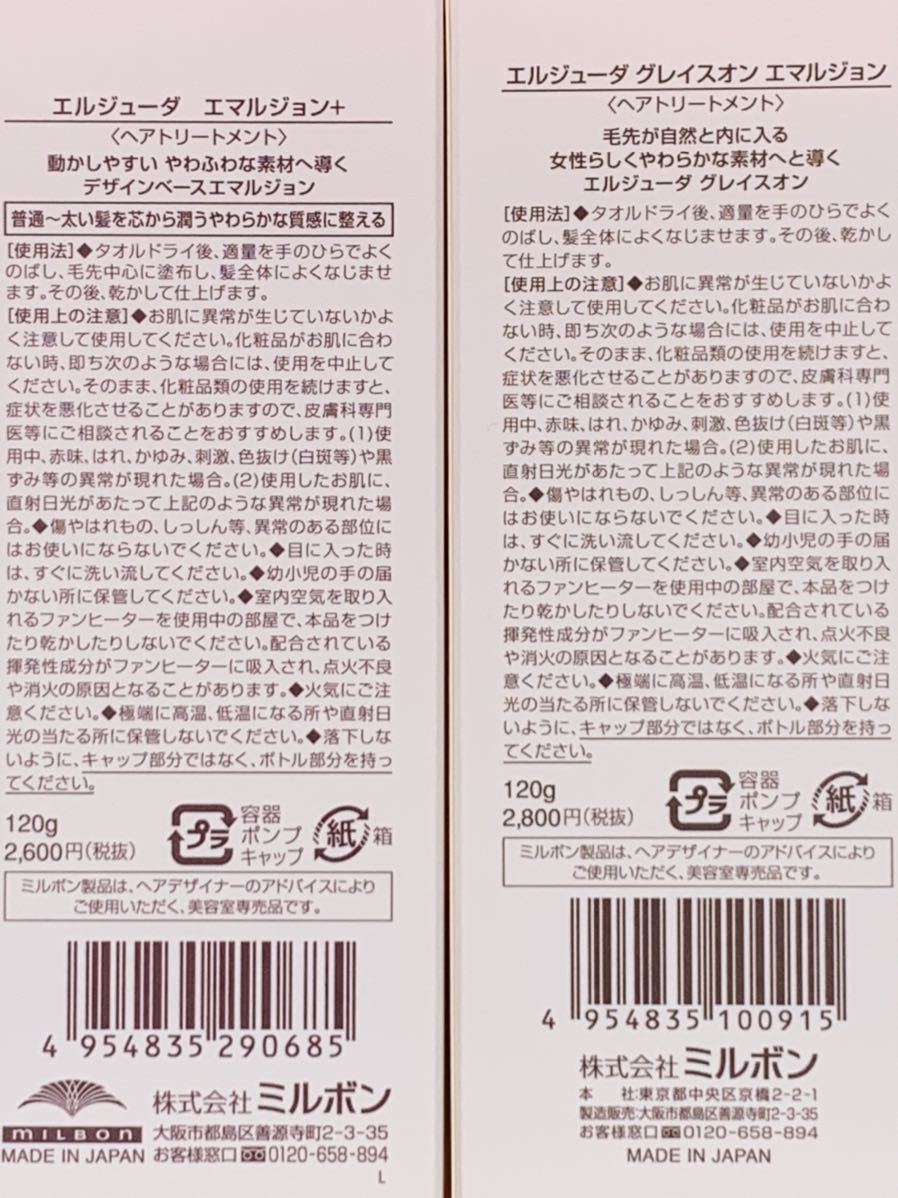 エルジューダ エマルジョン+
〈ヘアトリートメント〉
動かしやすい やわふわな素材へ導く
デザインベースエマルジョン
普通〜太い髪を芯から潤うやわらかな質感に整える
[使用法]◆タオルドライ後、適量を手のひらでよく
のばし、毛先中心に塗布し、髪全体によくなじませ
ます。その後、乾かして仕上げます。
[使用上の注意]◆お肌に異常が生じていないかよ
く注意して使用してください。化粧品がお肌に合わ
ない時、即ち次のような場合には、使用を中止して
ください。そのまま、化粧品類の使用を続けますと、
症状を悪化させることがありますので、皮膚科専門
医等にご相談されることをおすすめします。(1)使
用中、赤味、はれ、かゆみ、刺激、色抜け(白斑等)や黒
ずみ等の異常が現れた場合。(2)使用したお肌に、
直射日光があたって上記のような異常が現れた場
合。◆傷やはれもの、しっしん等、異常のある部位に
はお使いにならないでください。◆目に入った時
は、すぐに洗い流してください。◆幼小児の手の届
かない所に保管してください。◆室内空気を取り入
れるファンヒーターを使用中の部屋で、本品をつけ
たり乾かしたりしないでください。配合されている
揮発性成分がファンヒーターに吸入され、点火不良
や消火の原因となることがあります。◆火気にご注
意ください。◆極端に高温、低温になる所や直射日
光の当たる所に保管しないでください。◆落下しな
いように、キャップ部分ではなく、ボトル部分を持っ
てください。
120g
2,600円(税抜)
プラ
容器
ポンプ
キャップ
紙
箱
ミルボン製品は、ヘアデザイナーのアドバイスにより
ご使用いただく、美容室専売品です。
4 954835 290685
milbon
MADE IN JAPAN
株式会社 ミルボン
大阪市都島区善源寺町2-3-35
お客様窓口 0120-658-894
L
エルジューダ グレイスオン エマルジョン
〈ヘアトリートメント〉
毛先が自然と内に入る
女性らしくやわらかな素材へと導く
エルジューダ グレイスオン
[使用法]◆タオルドライ後、適量を手のひらでよく
のばし、髪全体になじませます。その後、乾かし
て仕上げます。
[使用上の注意]◆お肌に異常が生じていないかよ
く注意して使用してください。化粧品がお肌に合わ
ない時、即ち次のような場合には、使用を中止して
ください。そのまま、化粧品類の使用を続けますと、
症状を悪化させることがありますので、皮膚科専門
医等にご相談されることをおすすめします。(1)使
用中、赤味、はれ、かゆみ、刺激、色抜け(白斑等)や黒
ずみ等の異常が現れた場合。(2)使用したお肌に、
直射日光があたって上記のような異常が現れた場
合。◆傷やはれもの、しっしん等、異常のある部位に
はお使いにならないでください。◆目に入った時
は、すぐに洗い流してください。◆幼小児の手の届
かない所に保管してください。◆室内空気を取り入
れるファンヒーターを使用中の部屋で、本品をつけ
たり乾かしたりしないでください。配合されている
揮発性成分がファンヒーターに吸入され、点火不良
や消火の原因となることがあります。◆火気にご注
意ください。◆極端に高温、低温になる所や直射日
光の当たる所に保管しないでください。◆落下しな
いように、キャップ部分ではなく、ボトル部分を持っ
てください。
120g
2,800円(税抜)
プラ
容器
ポンプ
キャップ
紙
箱
ミルボン製品は、ヘアデザイナーのアドバイスにより
ご使用いただく、美容室専売品です。
4 954835 100915
株式会社 ミルボン
本 社:東京都中央区京橋2-2-1
製造販売:大阪市都島区善源寺町2-3-35
お客様窓口 0120-658-894
MADE IN JAPAN